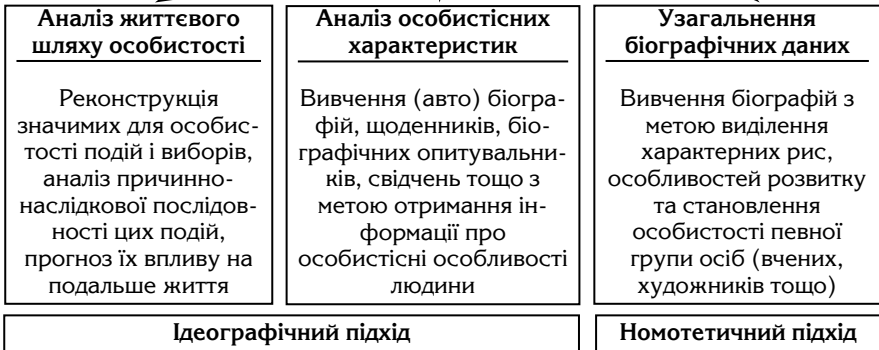 Аналіз життєвого
шляху особистості
Реконструкція
значимих для особис-
тості подій і виборів,
аналіз причинно-
наслідкової послідов-
ності цих подій,
прогноз їх впливу на
подальше життя
Аналіз особистісних
характеристик
Вивчення (авто) біогра-
фій, щоденників, біо-
графічних опитувальни-
ків, свідчень тощо з
метою отримання ін-
формації про
особистісні особливості
людини
Узагальнення
біографічних даних
Вивчення біографій з
метою виділення
характерних рис,
особливостей розвитку
та становлення
особистості певної
групи осіб (вчених,
художників тощо)
Ідеографічний підхід
Номотетичний підхід